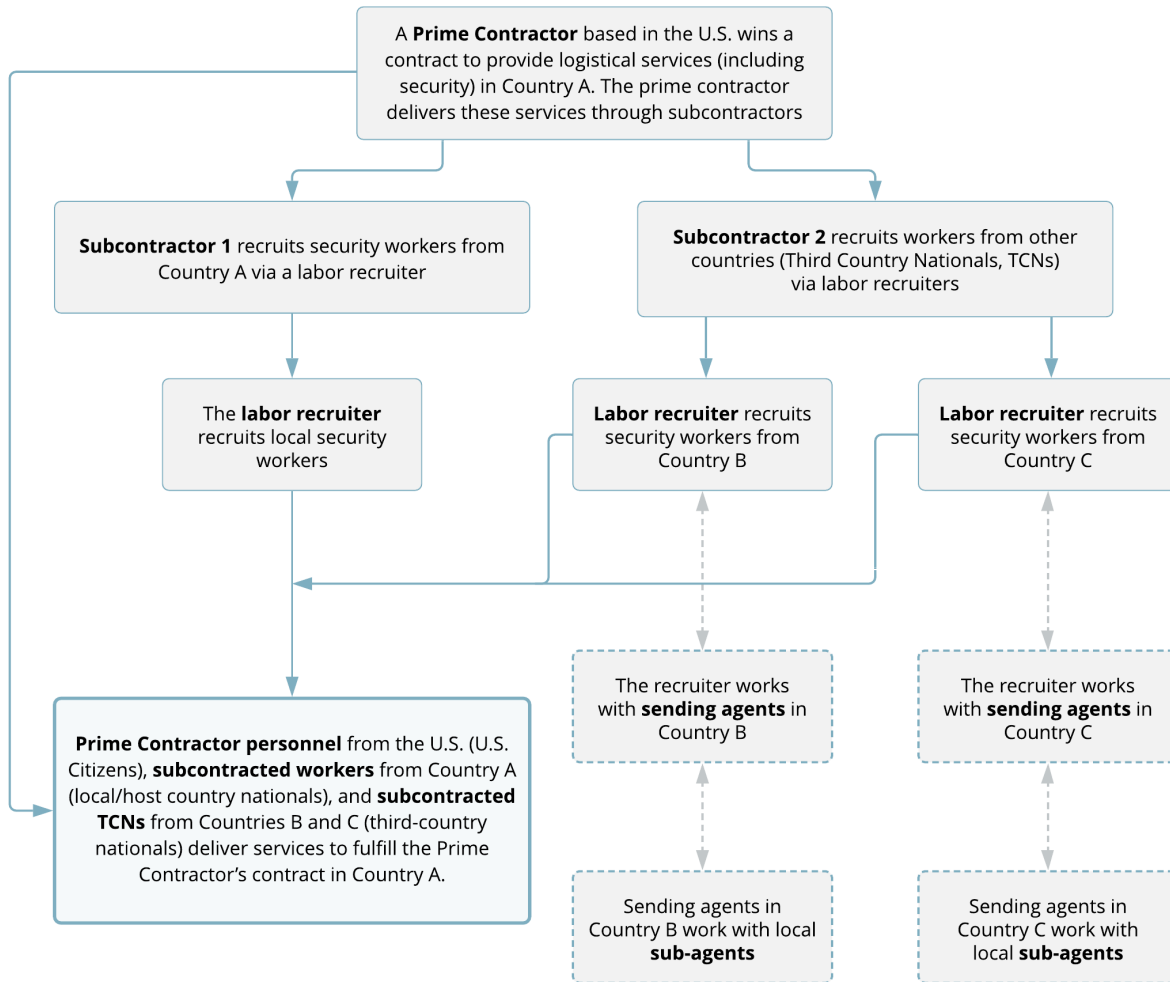 A Prime Contractor based in the U.S. wins a
contract to provide logistical services (including
security) in Country A. The prime contractor
delivers these services through subcontractors
Subcontractor 1 recruits security workers from
Country A via a labor recruiter
Subcontractor 2 recruits workers from other
countries (Third Country Nationals, TCNs)
via labor recruiters
The labor recruiter
recruits local security
workers
Labor recruiter recruits
security workers from
Country B
Labor recruiter recruits
security workers from
Country C
The recruiter works
with sending agents in
Country B
The recruiter works
with sending agents in
Country C
Prime Contractor personnel from the U.S. (U.S.
Citizens), subcontracted workers from Country A
(local/host country nationals), and subcontracted
TCNs from Countries B and C (third-country
nationals) deliver services to fulfill the Prime
Contractor’s contract in Country A.
Sending agents in
Country B work with local
sub-agents
Sending agents in
Country C work with
local sub-agents